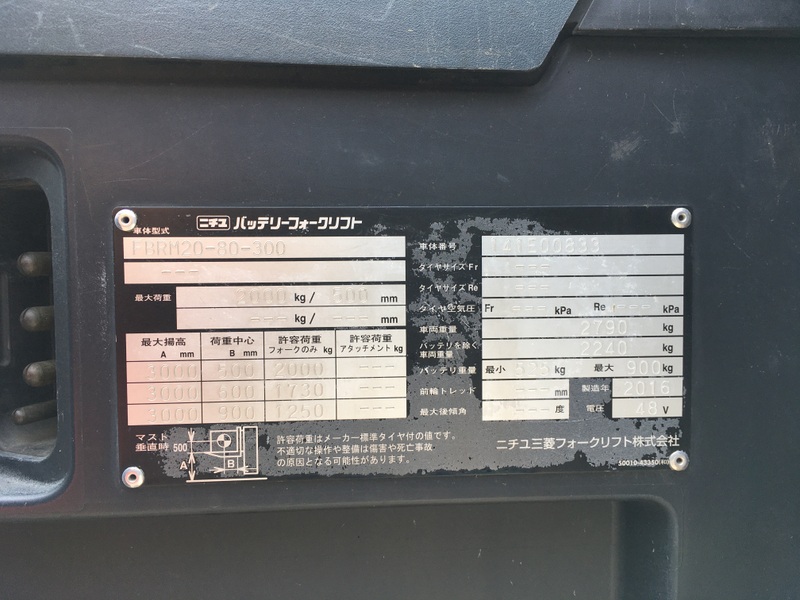 ニチユ バッテリーフォークリフト
車体型式
FBRM20-80-300
---
最大荷重 2000 kg/ 500 mm
--- kg/ --- mm
最大揚高 A mm 荷重中心 B mm 許容荷重 フォークのみ kg 許容荷重 アタッチメント kg
3000 500 2000 ---
3000 600 1730 ---
3000 900 1250 ---
マスト
垂直時 500
A B
許容荷重はメーカー標準タイヤ付の値です。
不適切な操作や整備は傷害や死亡事故
の原因となる可能性があります。
車体番号 141500833
タイヤサイズ Fr ---
タイヤサイズ Re ---
タイヤ空気圧 Fr --- kPa Re --- kPa
車両重量 2790 kg
バッテリを除く車両重量 2240 kg
バッテリ重量 最小 kg 最大 900 kg
前輪トレッド --- mm 製造年 2016
最大後傾角 度 電圧 48 V
ニチユ三菱フォークリフト株式会社